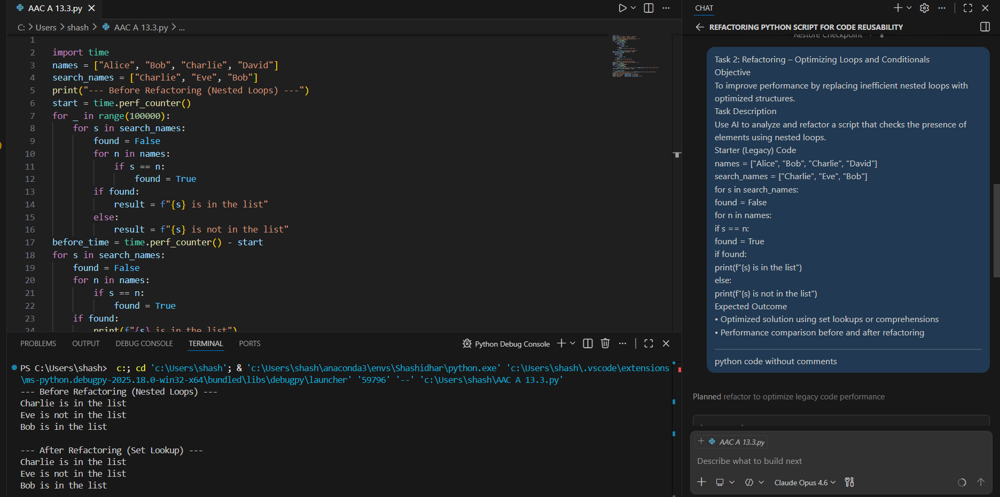 AAC A 13.3.py
C: > Users > shash > AAC A 13.3.py > ...
1
2 import time
3 names = ["Alice", "Bob", "Charlie", "David"]
4 search_names = ["Charlie", "Eve", "Bob"]
5 print("--- Before Refactoring (Nested Loops) ---")
6 start = time.perf_counter()
7 for _ in range(100000):
8 for s in search_names:
9 found = False
10 for n in names:
11 if s == n:
12 found = True
13 if found:
14 result = f"{s} is in the list"
15 else:
16 result = f"{s} is not in the list"
17 before_time = time.perf_counter() - start
18 for s in search_names:
19 found = False
20 for n in names:
21 if s == n:
22 found = True
23 if found:
24 print(f"{s} is in the list")
PROBLEMS OUTPUT DEBUG CONSOLE TERMINAL PORTS
Python Debug Console
PS C:\Users\shash> c:; cd 'c:\Users\shash'; & 'c:\Users\shash\anaconda3\envs\Shashidhar\python.exe' 'c:\Users\shash\.vscode\extensions
\ms-python.debugpy-2025.18.0-win32-x64\bundled\libs\debugpy\launcher' '59796' '--' 'c:\Users\shash\AAC A 13.3.py'
--- Before Refactoring (Nested Loops) ---
Charlie is in the list
Eve is not in the list
Bob is in the list
--- After Refactoring (Set Lookup) ---
Charlie is in the list
Eve is not in the list
Bob is in the list
CHAT
REFACTORING PYTHON SCRIPT FOR CODE REUSABILITY
Restore Checkpoint
Task 2: Refactoring – Optimizing Loops and Conditionals
Objective
To improve performance by replacing inefficient nested loops with
optimized structures.
Task Description
Use AI to analyze and refactor a script that checks the presence of
elements using nested loops.
Starter (Legacy) Code
names = ["Alice", "Bob", "Charlie", "David"]
search_names = ["Charlie", "Eve", "Bob"]
for s in search_names:
found = False
for n in names:
if s == n:
found = True
if found:
print(f"{s} is in the list")
else:
print(f"{s} is not in the list")
Expected Outcome
• Optimized solution using set lookups or comprehensions
• Performance comparison before and after refactoring
python code without comments
Planned refactor to optimize legacy code performance
AAC A 13.3.py
Describe what to build next
Claude Opus 4.6